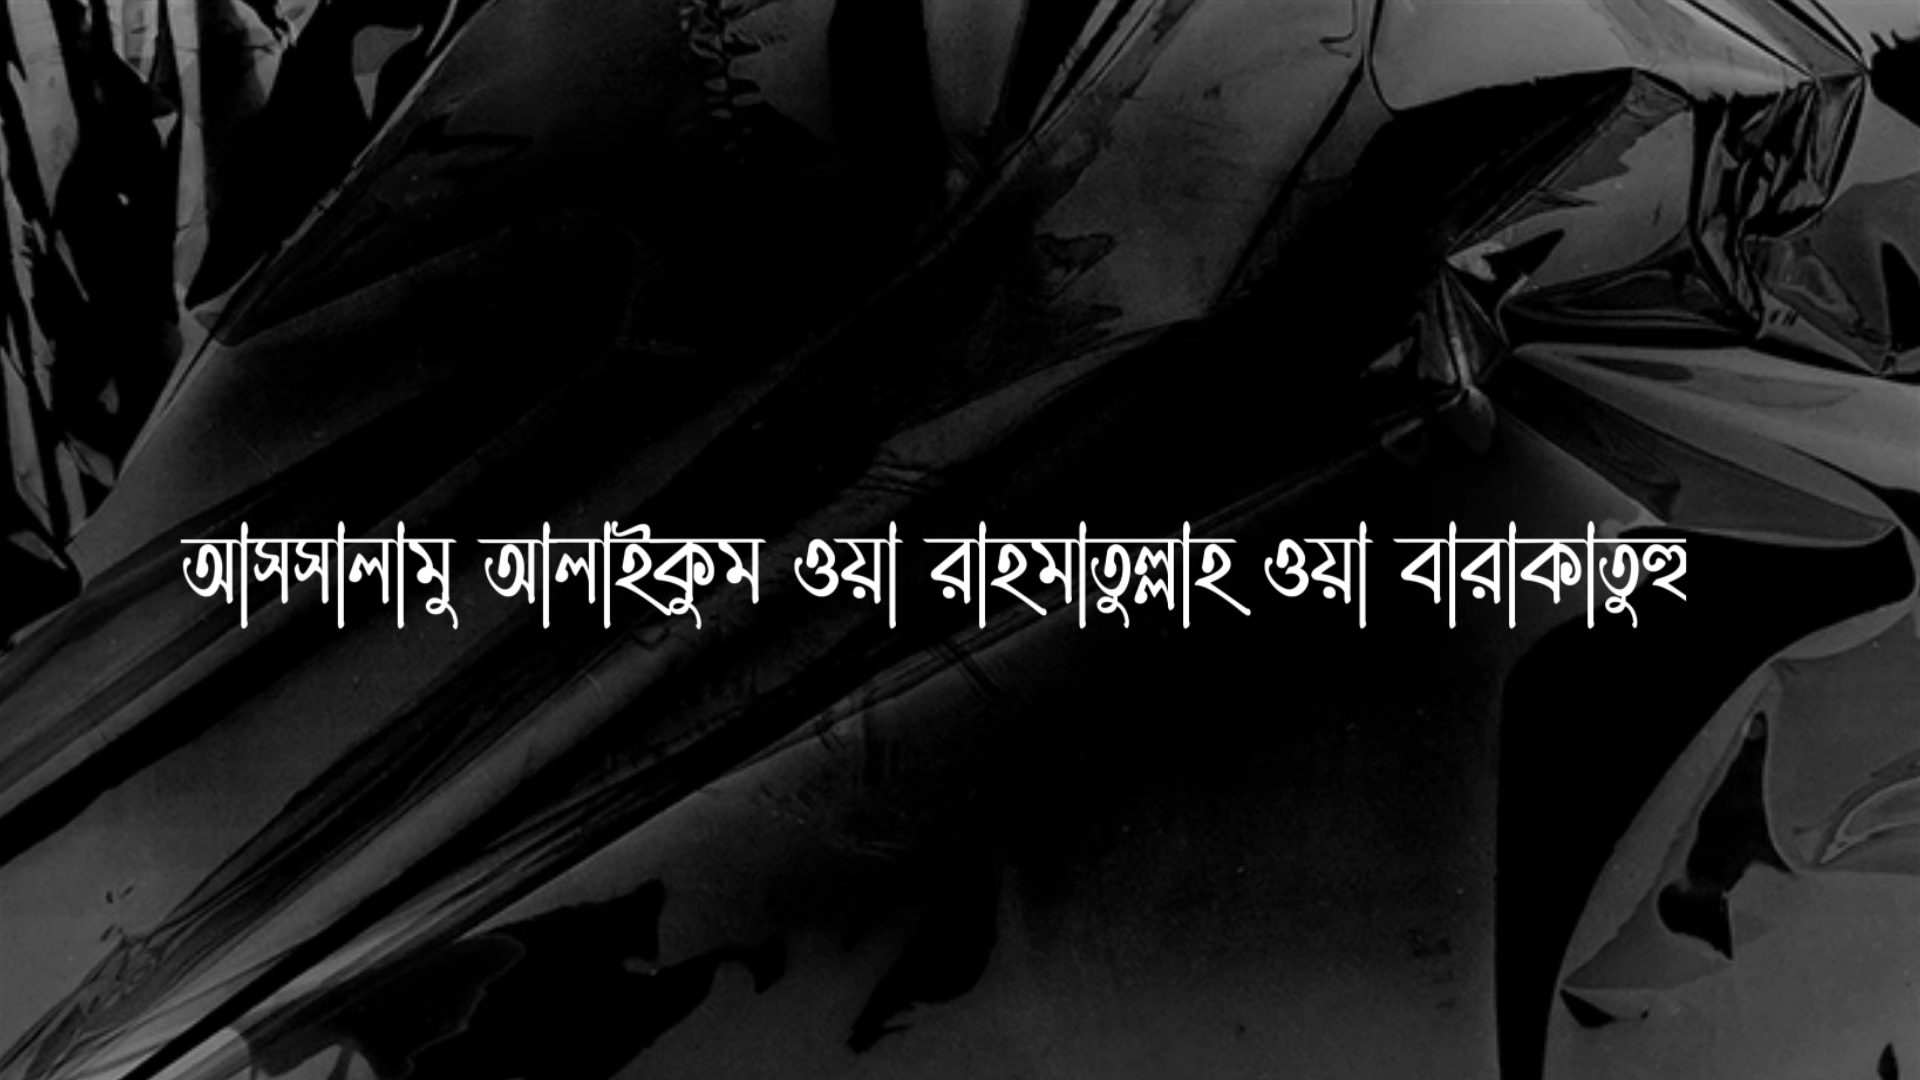 আসসালামু আলাইকুম ওয়া রাহমাতুল্লাহ ওয়া বারাকাতুহু